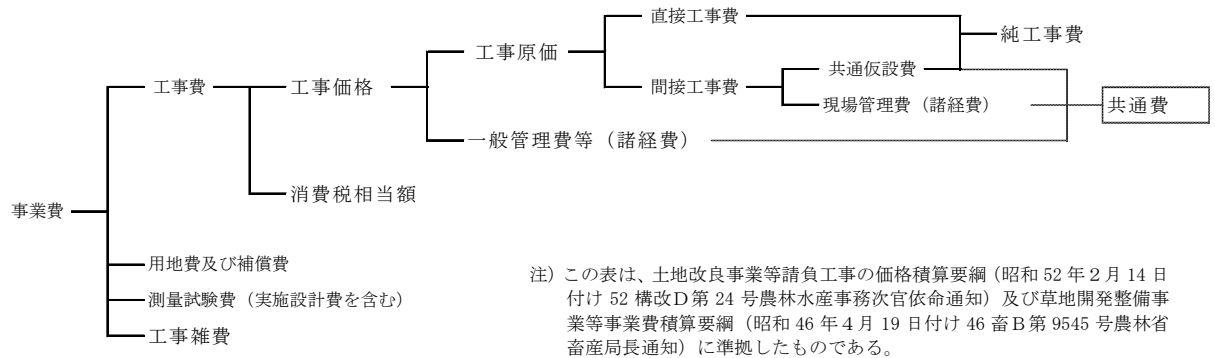 直接工事費
純工事費
工事原価
共通仮設費
工事費
工事価格
間接工事費
現場管理費（諸経費）
共通費
一般管理費等（諸経費）
消費税相当額
事業費
用地費及び補償費
測量試験費（実施設計費を含む）
工事雑費
注）この表は、土地改良事業等請負工事の価格積算要綱（昭和 52 年２月 14 日
付け 52 構改Ｄ第 24 号農林水産事務次官依命通知）及び草地開発整備事
業等事業費積算要綱（昭和 46 年４月 19 日付け 46 畜Ｂ第 9545 号農林省
畜産局長通知）に準拠したものである。